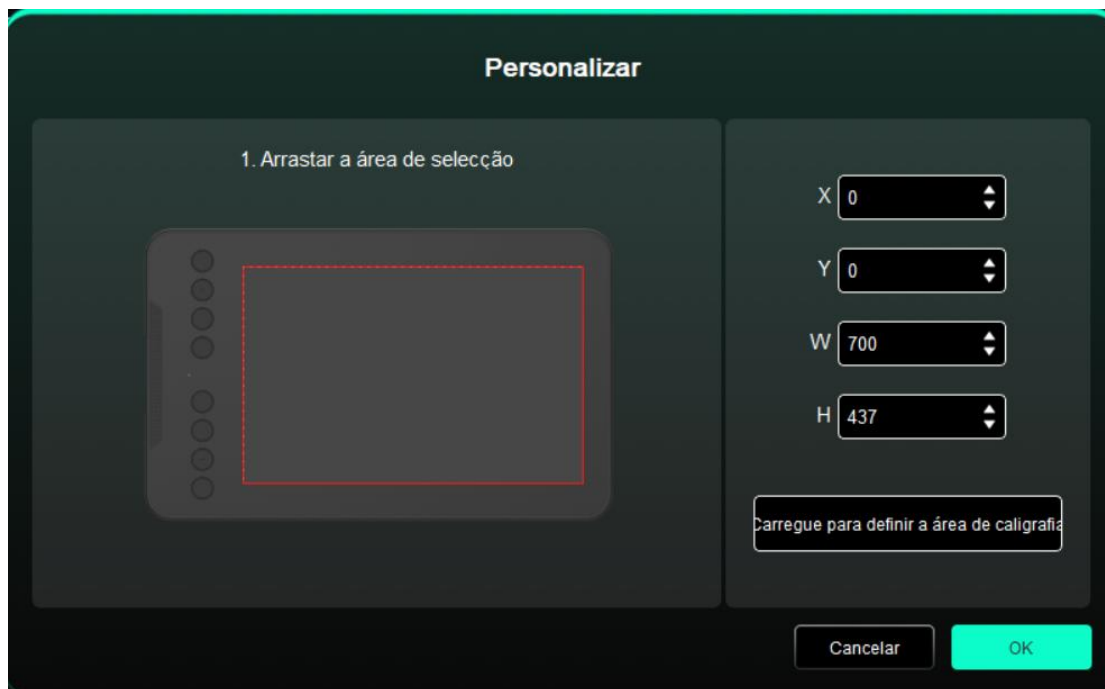 Personalizar
1. Arrastar a área de selecção
X 0
Y 0
W 700
H 437
Carregue para definir a área de caligrafia
Cancelar
OK